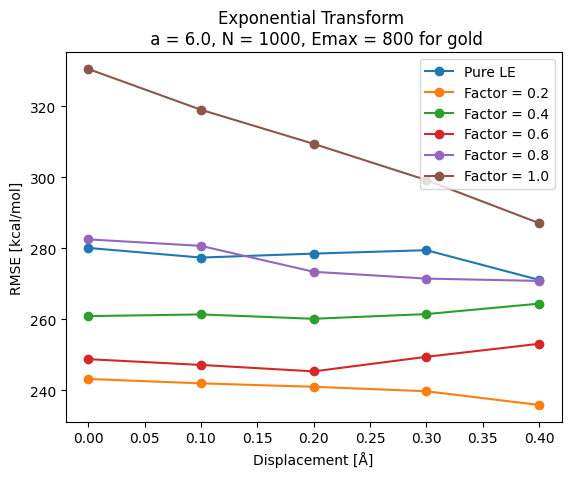 Exponential Transform
a = 6.0, N = 1000, Emax = 800 for gold
Pure LE
Factor = 0.2
Factor = 0.4
Factor = 0.6
Factor = 0.8
Factor = 1.0
RMSE [kcal/mol]
320
300
280
260
240
0.00 0.05 0.10 0.15 0.20 0.25 0.30 0.35 0.40
Displacement [Å]